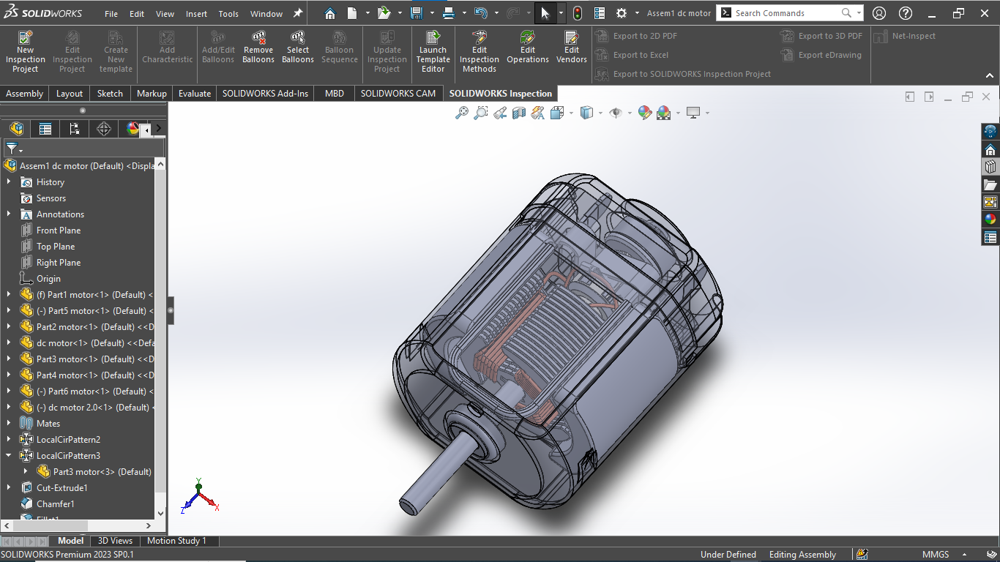 SOLIDWORKS File Edit View Insert Tools Window Assem1 dc motor Search Commands
New Inspection Project
Edit Inspection Project
Create New template
Add Characteristic
Add/Edit Balloons
Remove Balloons
Select Balloons
Balloon Sequence
Update Inspection Project
Launch Template Editor
Edit Inspection Methods
Edit Operations
Edit Vendors
Export to 2D PDF
Export to Excel
Export to SOLIDWORKS Inspection Project
Export to 3D PDF
Export eDrawing
Net-Inspect
Assembly Layout Sketch Markup Evaluate SOLIDWORKS Add-Ins MBD SOLIDWORKS CAM SOLIDWORKS Inspection
Assem1 dc motor (Default) <Displa
History
Sensors
Annotations
Front Plane
Top Plane
Right Plane
Origin
(f) Part1 motor<1> (Default) <
(-) Part5 motor<1> (Default) <
Part2 motor<1> (Default) <<D
dc motor<1> (Default) <<Defa
Part3 motor<1> (Default) <<D
Part4 motor<1> (Default) <<D
(-) Part6 motor<1> (Default) <
(-) dc motor 2.0<1> (Default) <
Mates
LocalCirPattern2
LocalCirPattern3
Part3 motor<3> (Default)
Cut-Extrude1
Chamfer1
Fillet1
Y
Z
X
Model 3D Views Motion Study 1
SOLIDWORKS Premium 2023 SP0.1 Under Defined Editing Assembly MMGS